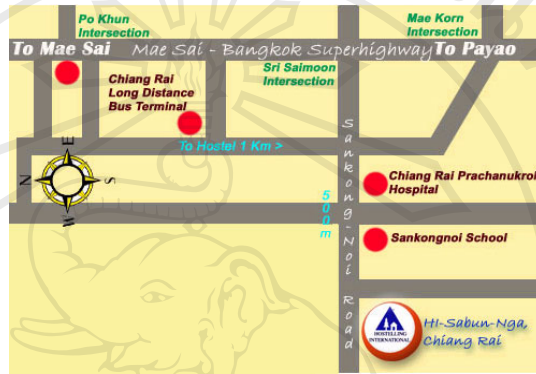 Po Khun
Intersection
Mae Korn
Intersection
To Mae Sai
Mae Sai - Bangkok Superhighway
To Payao
Sri Saimoon
Intersection
Chiang Rai
Long Distance
Bus Terminal
To Hostel 1 Km >
N
E
S
W
Sankong-Noi Road
500m
Chiang Rai Prachanukrol
Hospital
Sankongnoi School
HOSTELLING
INTERNATIONAL
HI-Sabun-Nga,
Chiang Rai